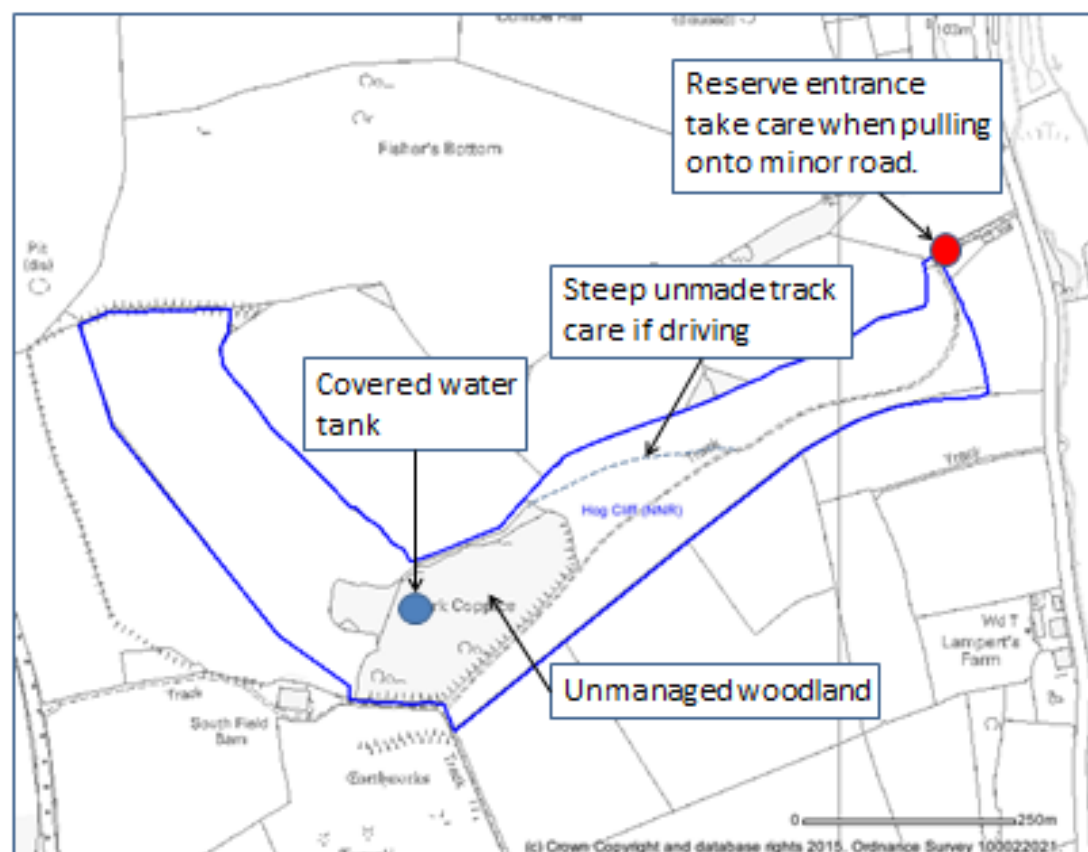 103m
Reserve entrance
take care when pulling
onto minor road.
Fisher's Bottom
Pit
(dis)
Steep unmade track
care if driving
Covered water
tank
Track
Track
Hog Cliff (NNR)
Wd T
Lampert's
Farm
Unmanaged woodland
Track
South Field
Barn
Earthworks
Track
0 250m
(c) Crown Copyright and database rights 2015. Ordnance Survey 100022021